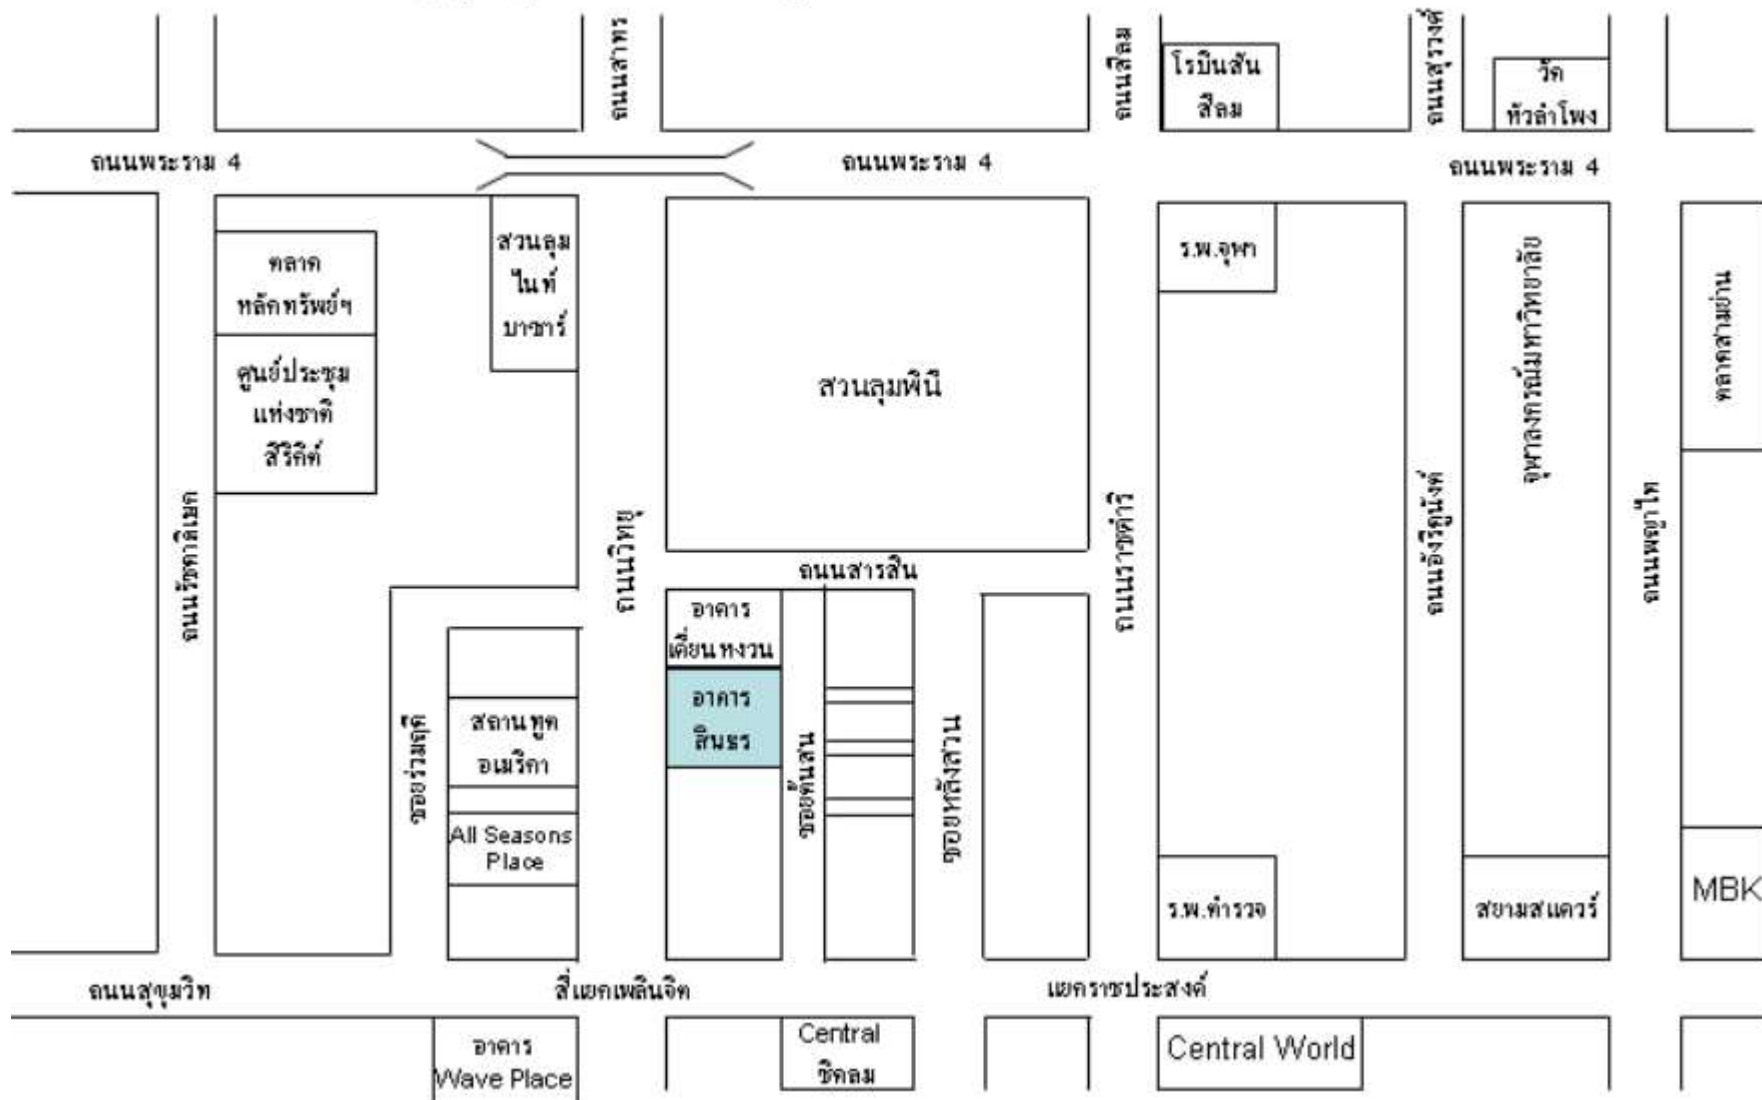 ถนนสาทร
ถนนสีลม
โรบินสัน
สีลม
ถนนสุรวงศ์
วัด
หัวลำโพง
ถนนพระราม 4
ถนนพระราม 4
ถนนพระราม 4
ตลาด
หลักทรัพย์ฯ
ศูนย์ประชุม
แห่งชาติ
สิริกิต์
สวนลุม
ไนท์
บาซาร์
สวนลุมพินี
ร.พ.จุฬา
จุฬาลงกรณ์มหาวิทยาลัย
ตลาดสามย่าน
ถนนรัชดาภิเษก
ถนนวิทยุ
ถนนสารสิน
ถนนราชดำริ
ถนนอังรีดูนังต์
ถนนพญาไท
อาคาร
เคี่ยนหงวน
อาคาร
สินธร
ซอยร่วมฤดี
สถานทูต
อเมริกา
All Seasons
Place
ซอยต้นสน
ซอยหลังสวน
ร.พ.ตำรวจ
สยามสแควร์
MBK
ถนนสุขุมวิท
สี่แยกเพลินจิต
แยกราชประสงค์
อาคาร
Wave Place
Central
ชิดลม
Central World